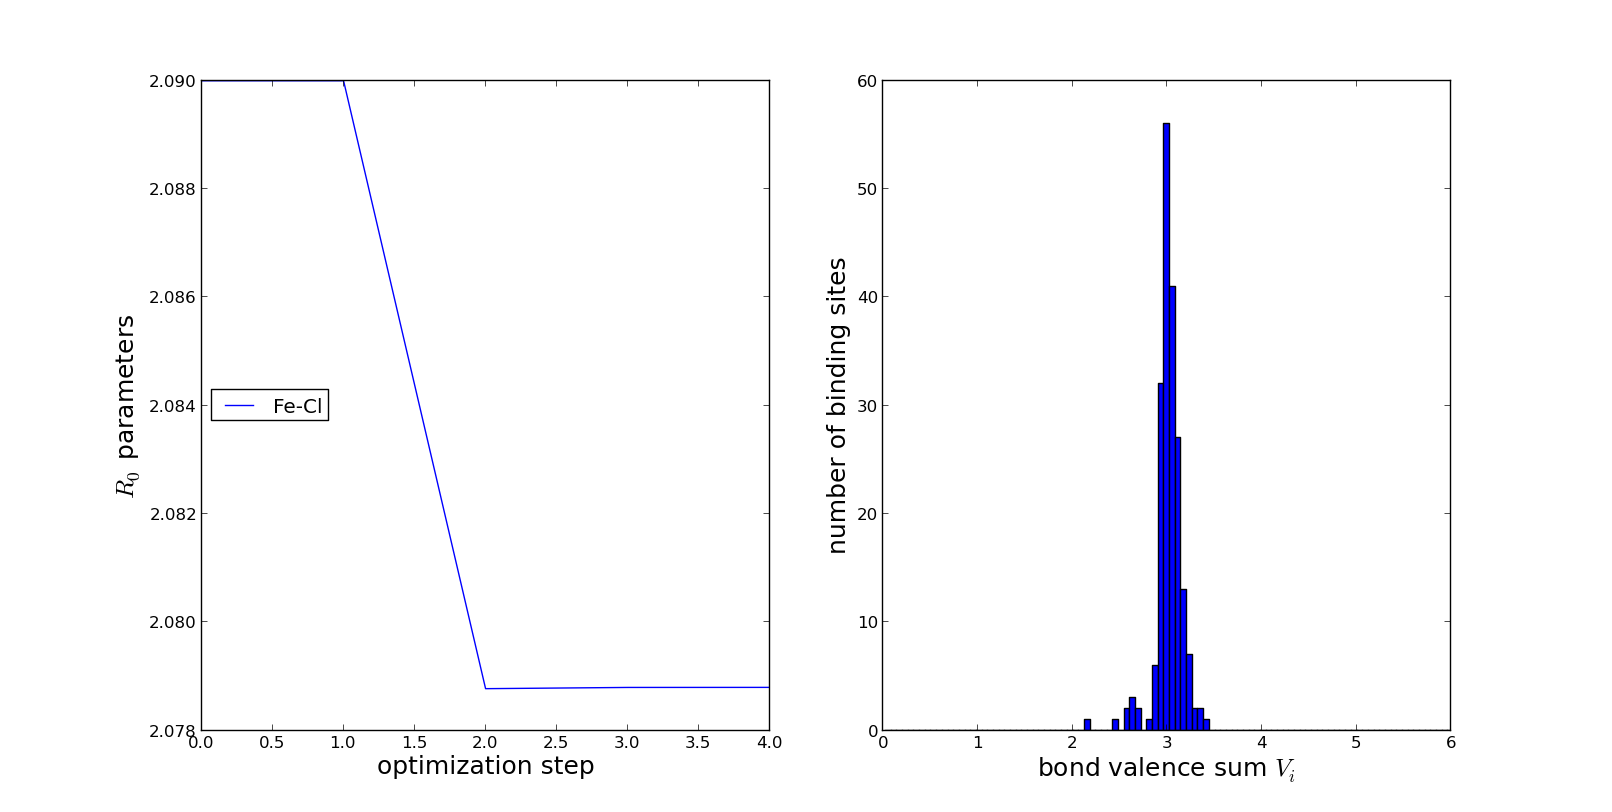 2.090
2.088
2.086
2.084
2.082
2.080
2.078
R0 parameters
Fe-Cl
0.0 0.5 1.0 1.5 2.0 2.5 3.0 3.5 4.0
optimization step
60
50
40
30
20
10
0
number of binding sites
0 1 2 3 4 5 6
bond valence sum Vi